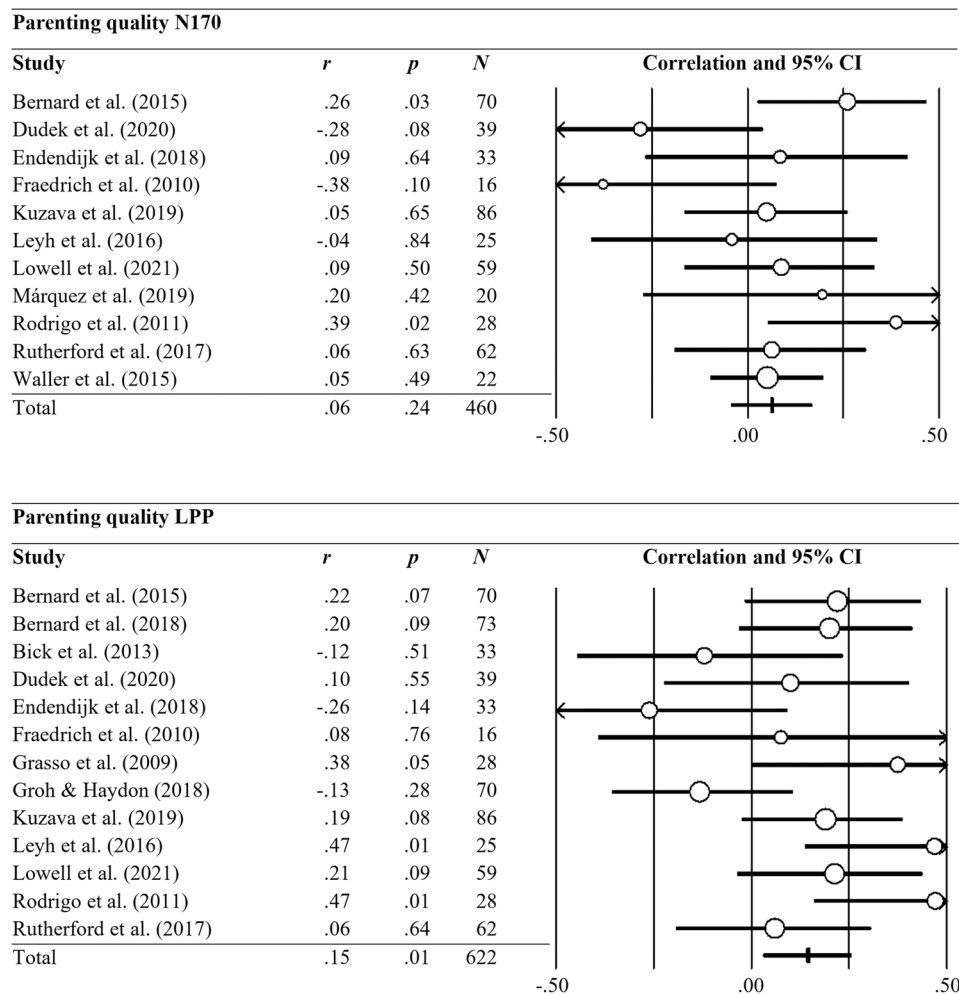 Parenting quality N170
Study r p N Correlation and 95% CI
Bernard et al. (2015) .26 .03 70
Dudek et al. (2020) -.28 .08 39
Endendijk et al. (2018) .09 .64 33
Fraedrich et al. (2010) -.38 .10 16
Kuzava et al. (2019) .05 .65 86
Leyh et al. (2016) -.04 .84 25
Lowell et al. (2021) .09 .50 59
Márquez et al. (2019) .20 .42 20
Rodrigo et al. (2011) .39 .02 28
Rutherford et al. (2017) .06 .63 62
Waller et al. (2015) .05 .49 22
Total .06 .24 460
-.50 .00 .50
Parenting quality LPP
Study r p N Correlation and 95% CI
Bernard et al. (2015) .22 .07 70
Bernard et al. (2018) .20 .09 73
Bick et al. (2013) -.12 .51 33
Dudek et al. (2020) .10 .55 39
Endendijk et al. (2018) -.26 .14 33
Fraedrich et al. (2010) .08 .76 16
Grasso et al. (2009) .38 .05 28
Groh & Haydon (2018) -.13 .28 70
Kuzava et al. (2019) .19 .08 86
Leyh et al. (2016) .47 .01 25
Lowell et al. (2021) .21 .09 59
Rodrigo et al. (2011) .47 .01 28
Rutherford et al. (2017) .06 .64 62
Total .15 .01 622
-.50 .00 .50